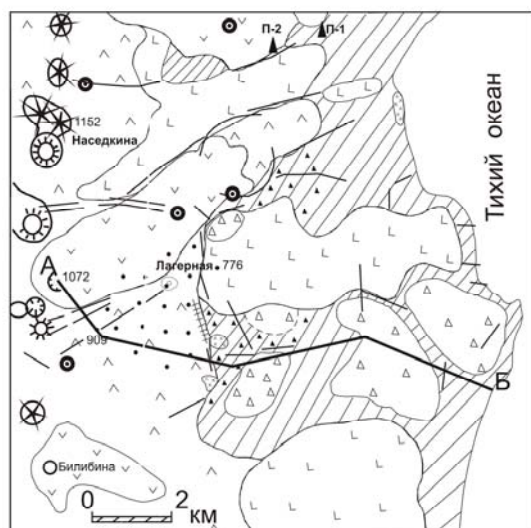 П-2
П-1
1152
Наседкина
Тихий океан
Лагерная
776
А
1072
909
Б
Билибина
0
2
км